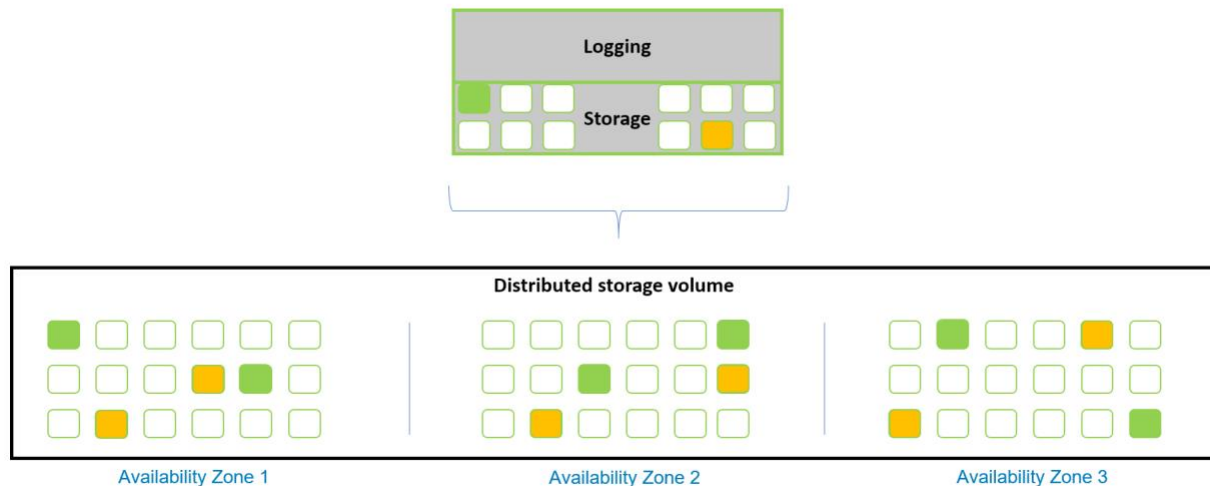 Logging
Storage
Distributed storage volume
Availability Zone 1
Availability Zone 2
Availability Zone 3